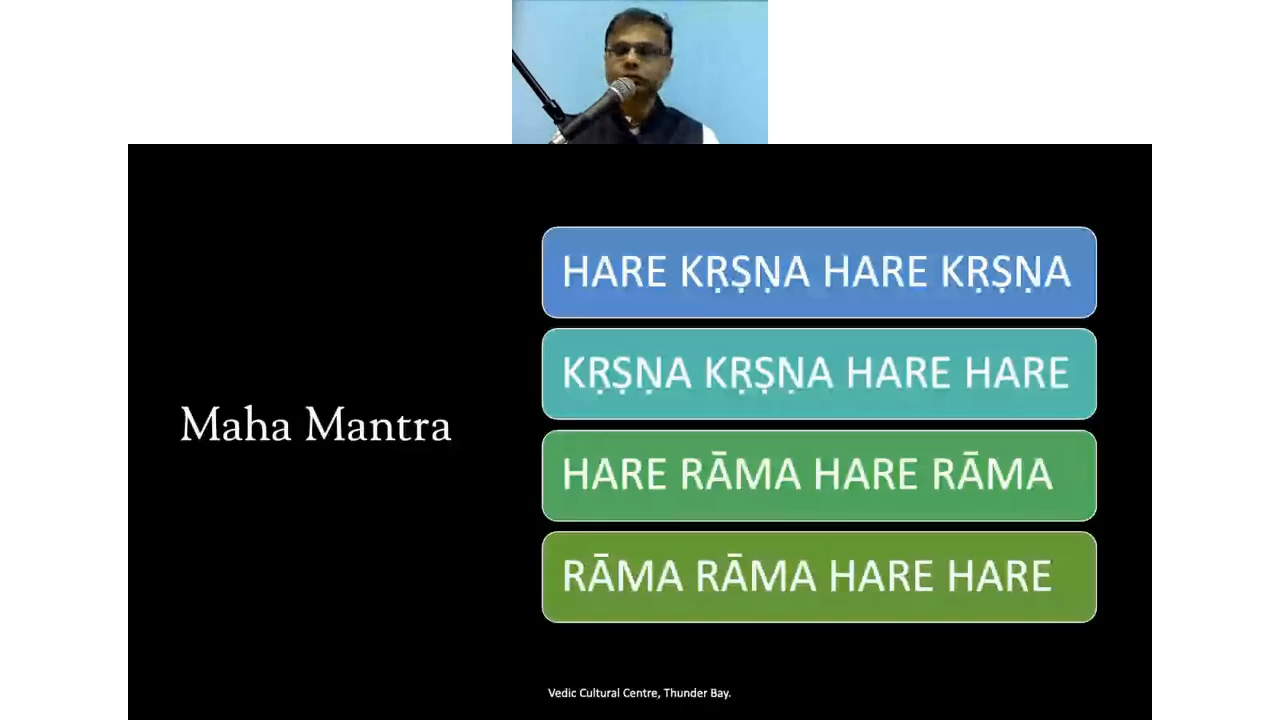 Maha Mantra
HARE KṚṢṆA HARE KṚṢṆA
KṚṢṆA KṚṢṆA HARE HARE
HARE RĀMA HARE RĀMA
RĀMA RĀMA HARE HARE
Vedic Cultural Centre, Thunder Bay.